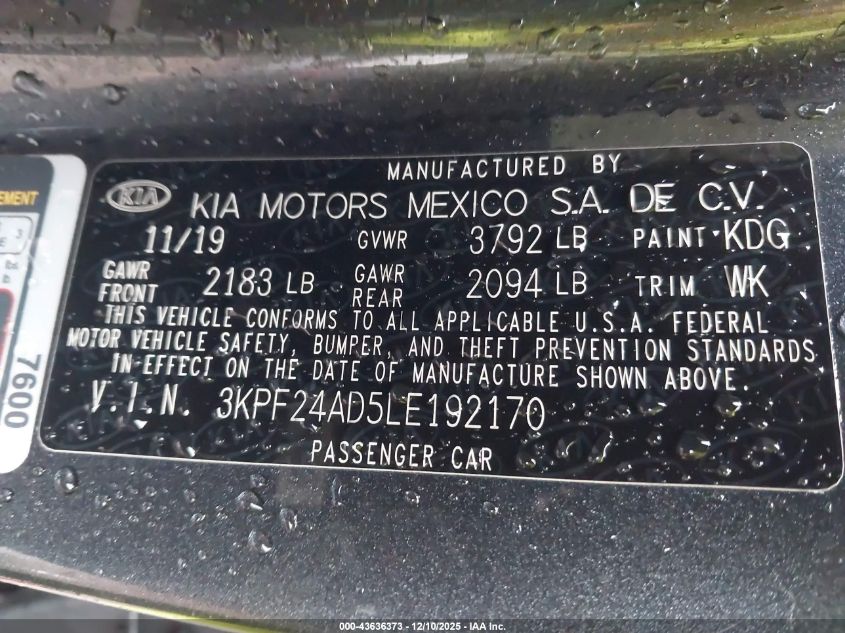 MANUFACTURED BY
KIA KIA MOTORS MEXICO S.A. DE C.V.
11/19 GVWR 3792 LB PAINT KDG
GAWR FRONT 2183 LB GAWR REAR 2094 LB TRIM WK
THIS VEHICLE CONFORMS TO ALL APPLICABLE U.S.A. FEDERAL
MOTOR VEHICLE SAFETY, BUMPER, AND THEFT PREVENTION STANDARDS
IN EFFECT ON THE DATE OF MANUFACTURE SHOWN ABOVE.
V.I.N. 3KPF24AD5LE192170
PASSENGER CAR
7600
000-43636373 — 12/10/2025 — IAA Inc.